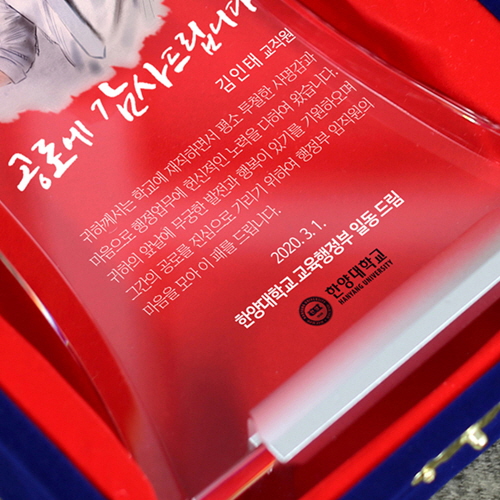 공로에 감사드립니다
김인태 교직원
귀하께서는 학교에 재직하면서 평소 투철한 사명감과
마음으로 행정업무에 헌신적인 노력을 다하여 왔습니다.
귀하의 앞날에 무궁한 발전과 행복이 있기를 기원하오며
그간의 공로를 진심으로 기리기 위하여 행정부 임직원의
마음을 모아 이 패를 드립니다.
2020.3.1.
한양대학교 교육행정부 일동 드림
한양대학교
HANYANG UNIVERSITY